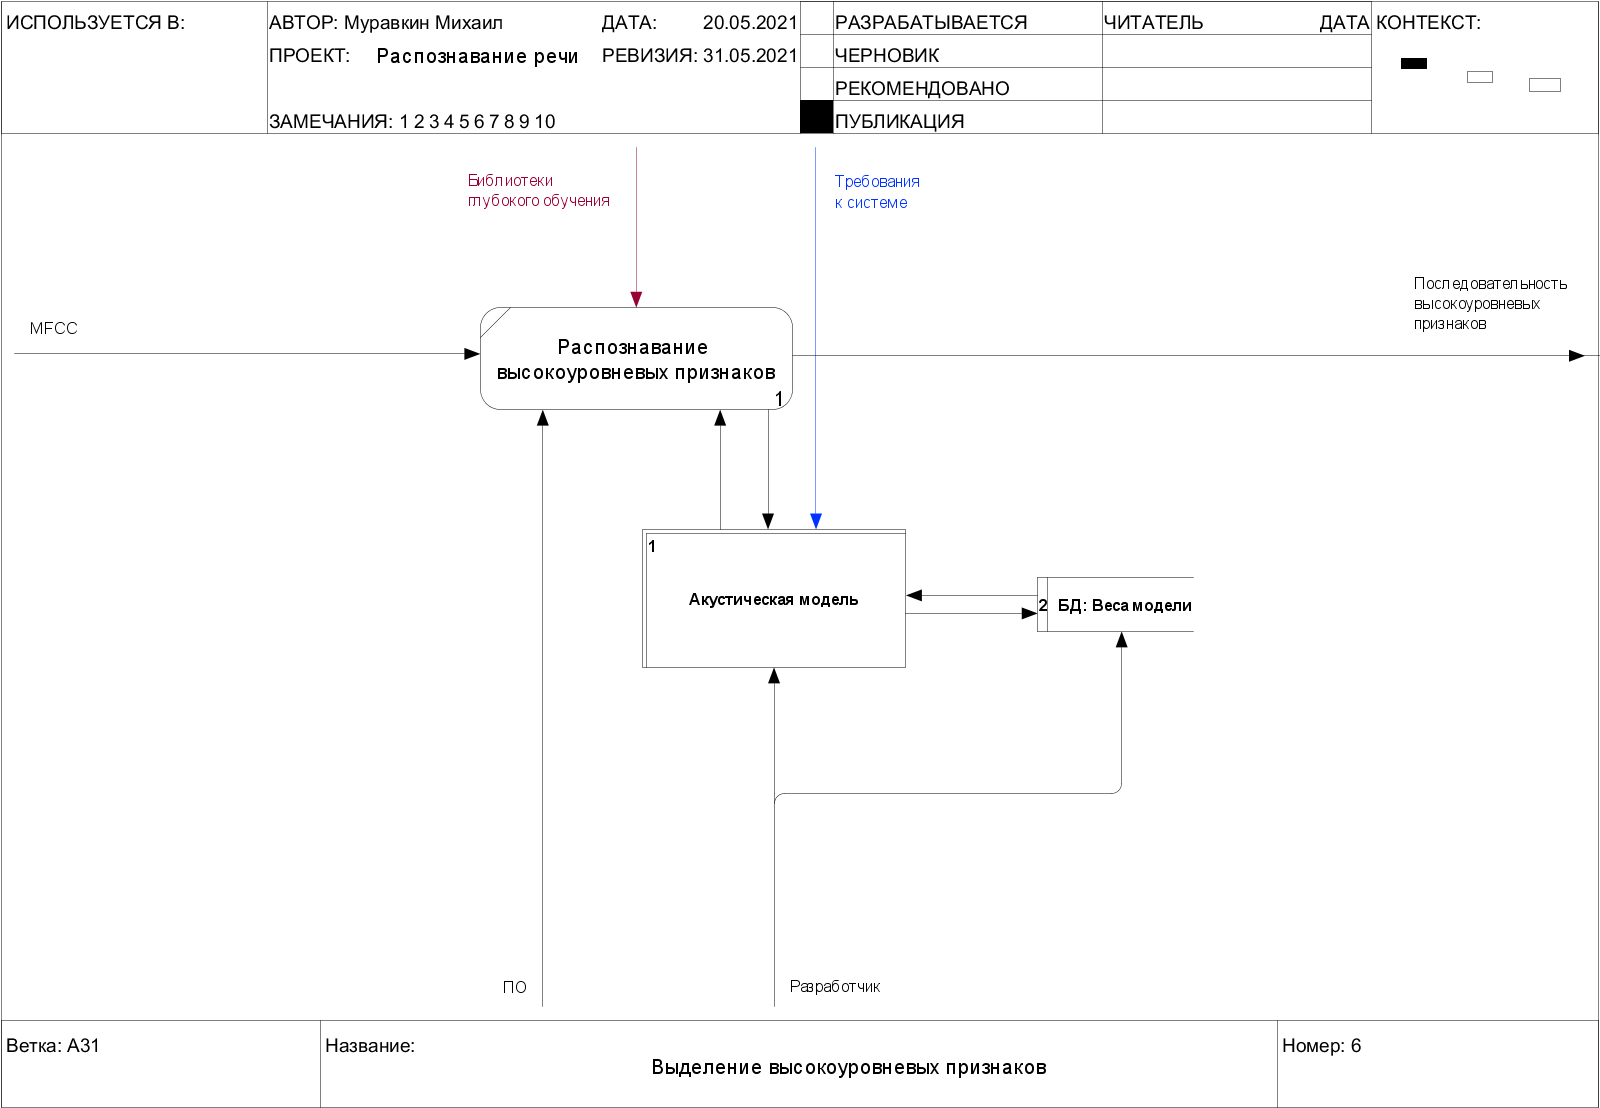 ИСПОЛЬЗУЕТСЯ В:
АВТОР: Муравкин Михаил
ДАТА: 20.05.2021
ПРОЕКТ: Распознавание речи
РЕВИЗИЯ: 31.05.2021
ЗАМЕЧАНИЯ: 1 2 3 4 5 6 7 8 9 10
РАЗРАБАТЫВАЕТСЯ
ЧЕРНОВИК
РЕКОМЕНДОВАНО
ПУБЛИКАЦИЯ
ЧИТАТЕЛЬ ДАТА
КОНТЕКСТ:
Библиотеки
глубокого обучения
Требования
к системе
Последовательность
высокоуровневых
признаков
MFCC
Распознавание
высокоуровневых признаков
1
1
Акустическая модель
2 БД: Веса модели
ПО
Разработчик
Ветка: A31
Название:
Выделение высокоуровневых признаков
Номер: 6